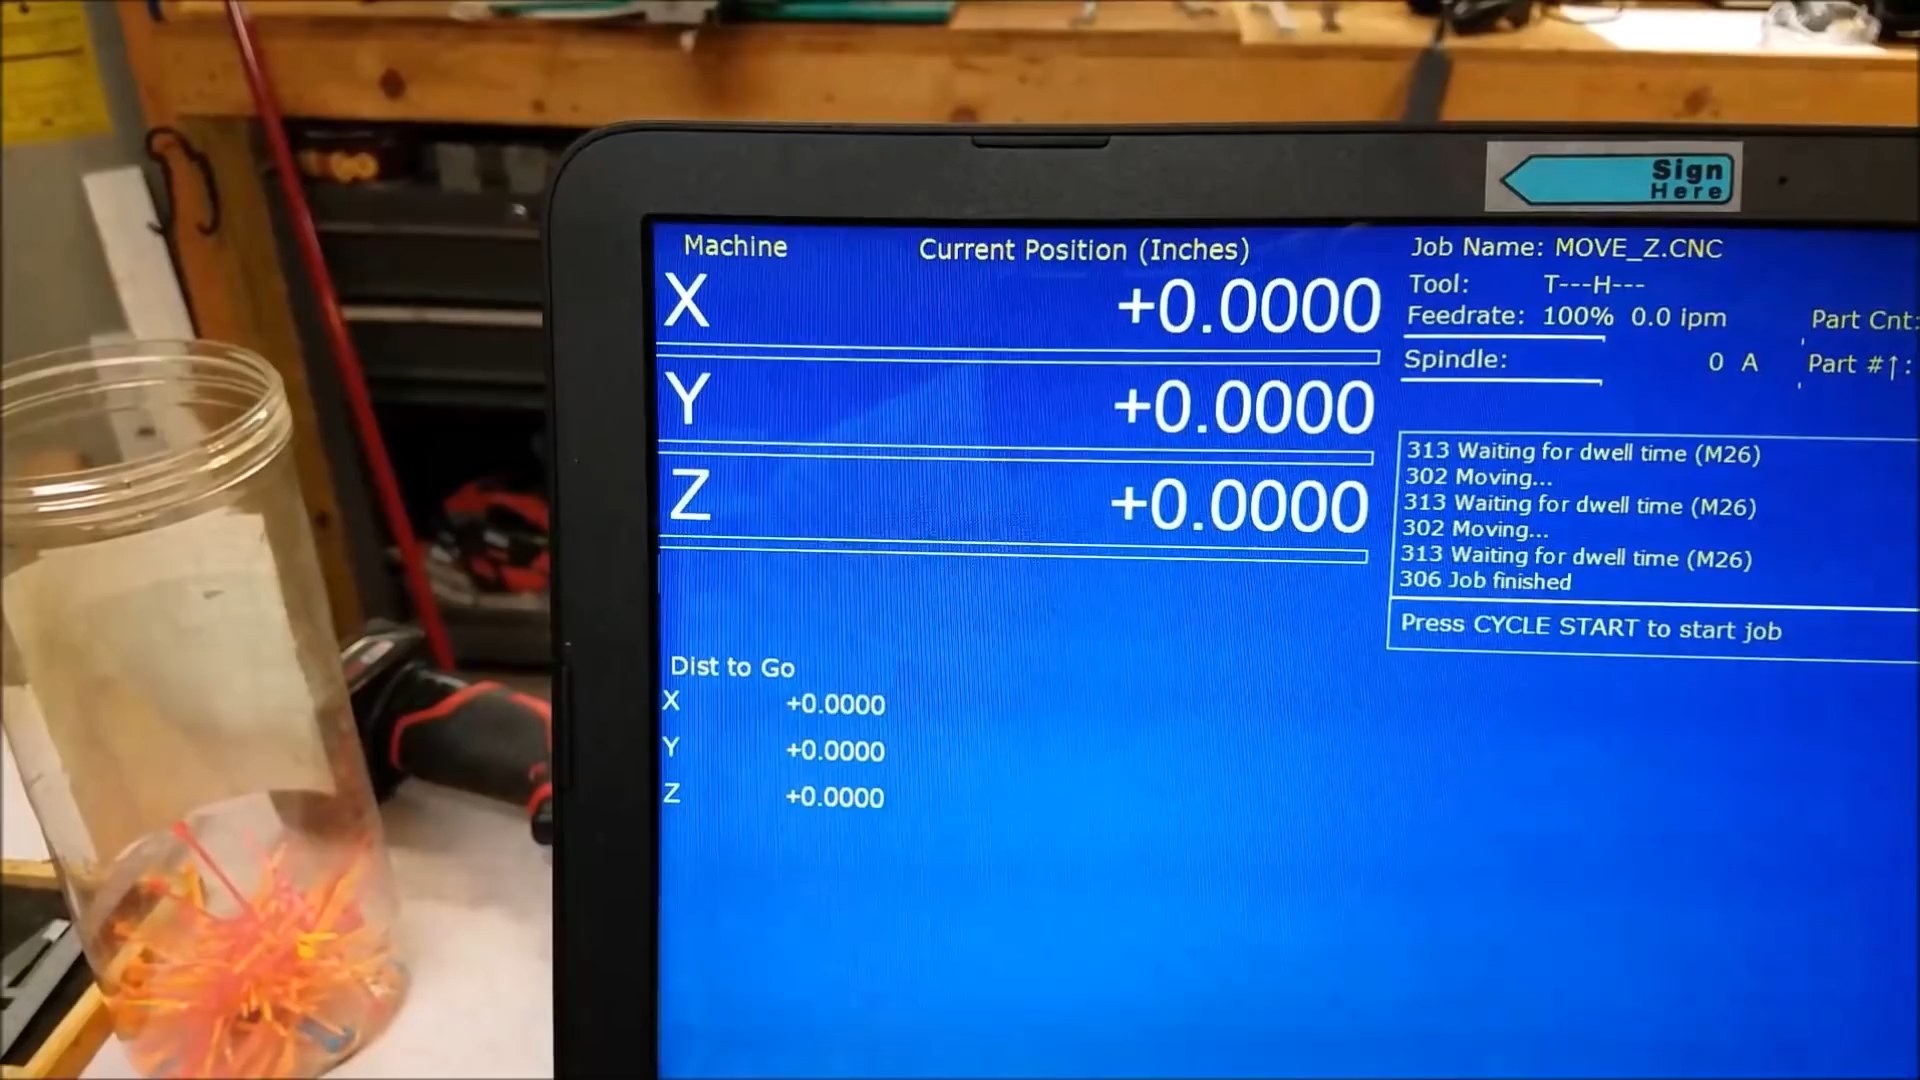 Sign
Here
Machine
Current Position (Inches)
X +0.0000
Y +0.0000
Z +0.0000
Dist to Go
X +0.0000
Y +0.0000
Z +0.0000
Job Name: MOVE_Z.CNC
Tool: T---H---
Feedrate: 100% 0.0 ipm
Part Cnt:
Spindle: 0 A
Part #↑:
313 Waiting for dwell time (M26)
302 Moving...
313 Waiting for dwell time (M26)
302 Moving...
313 Waiting for dwell time (M26)
306 Job finished
Press CYCLE START to start job